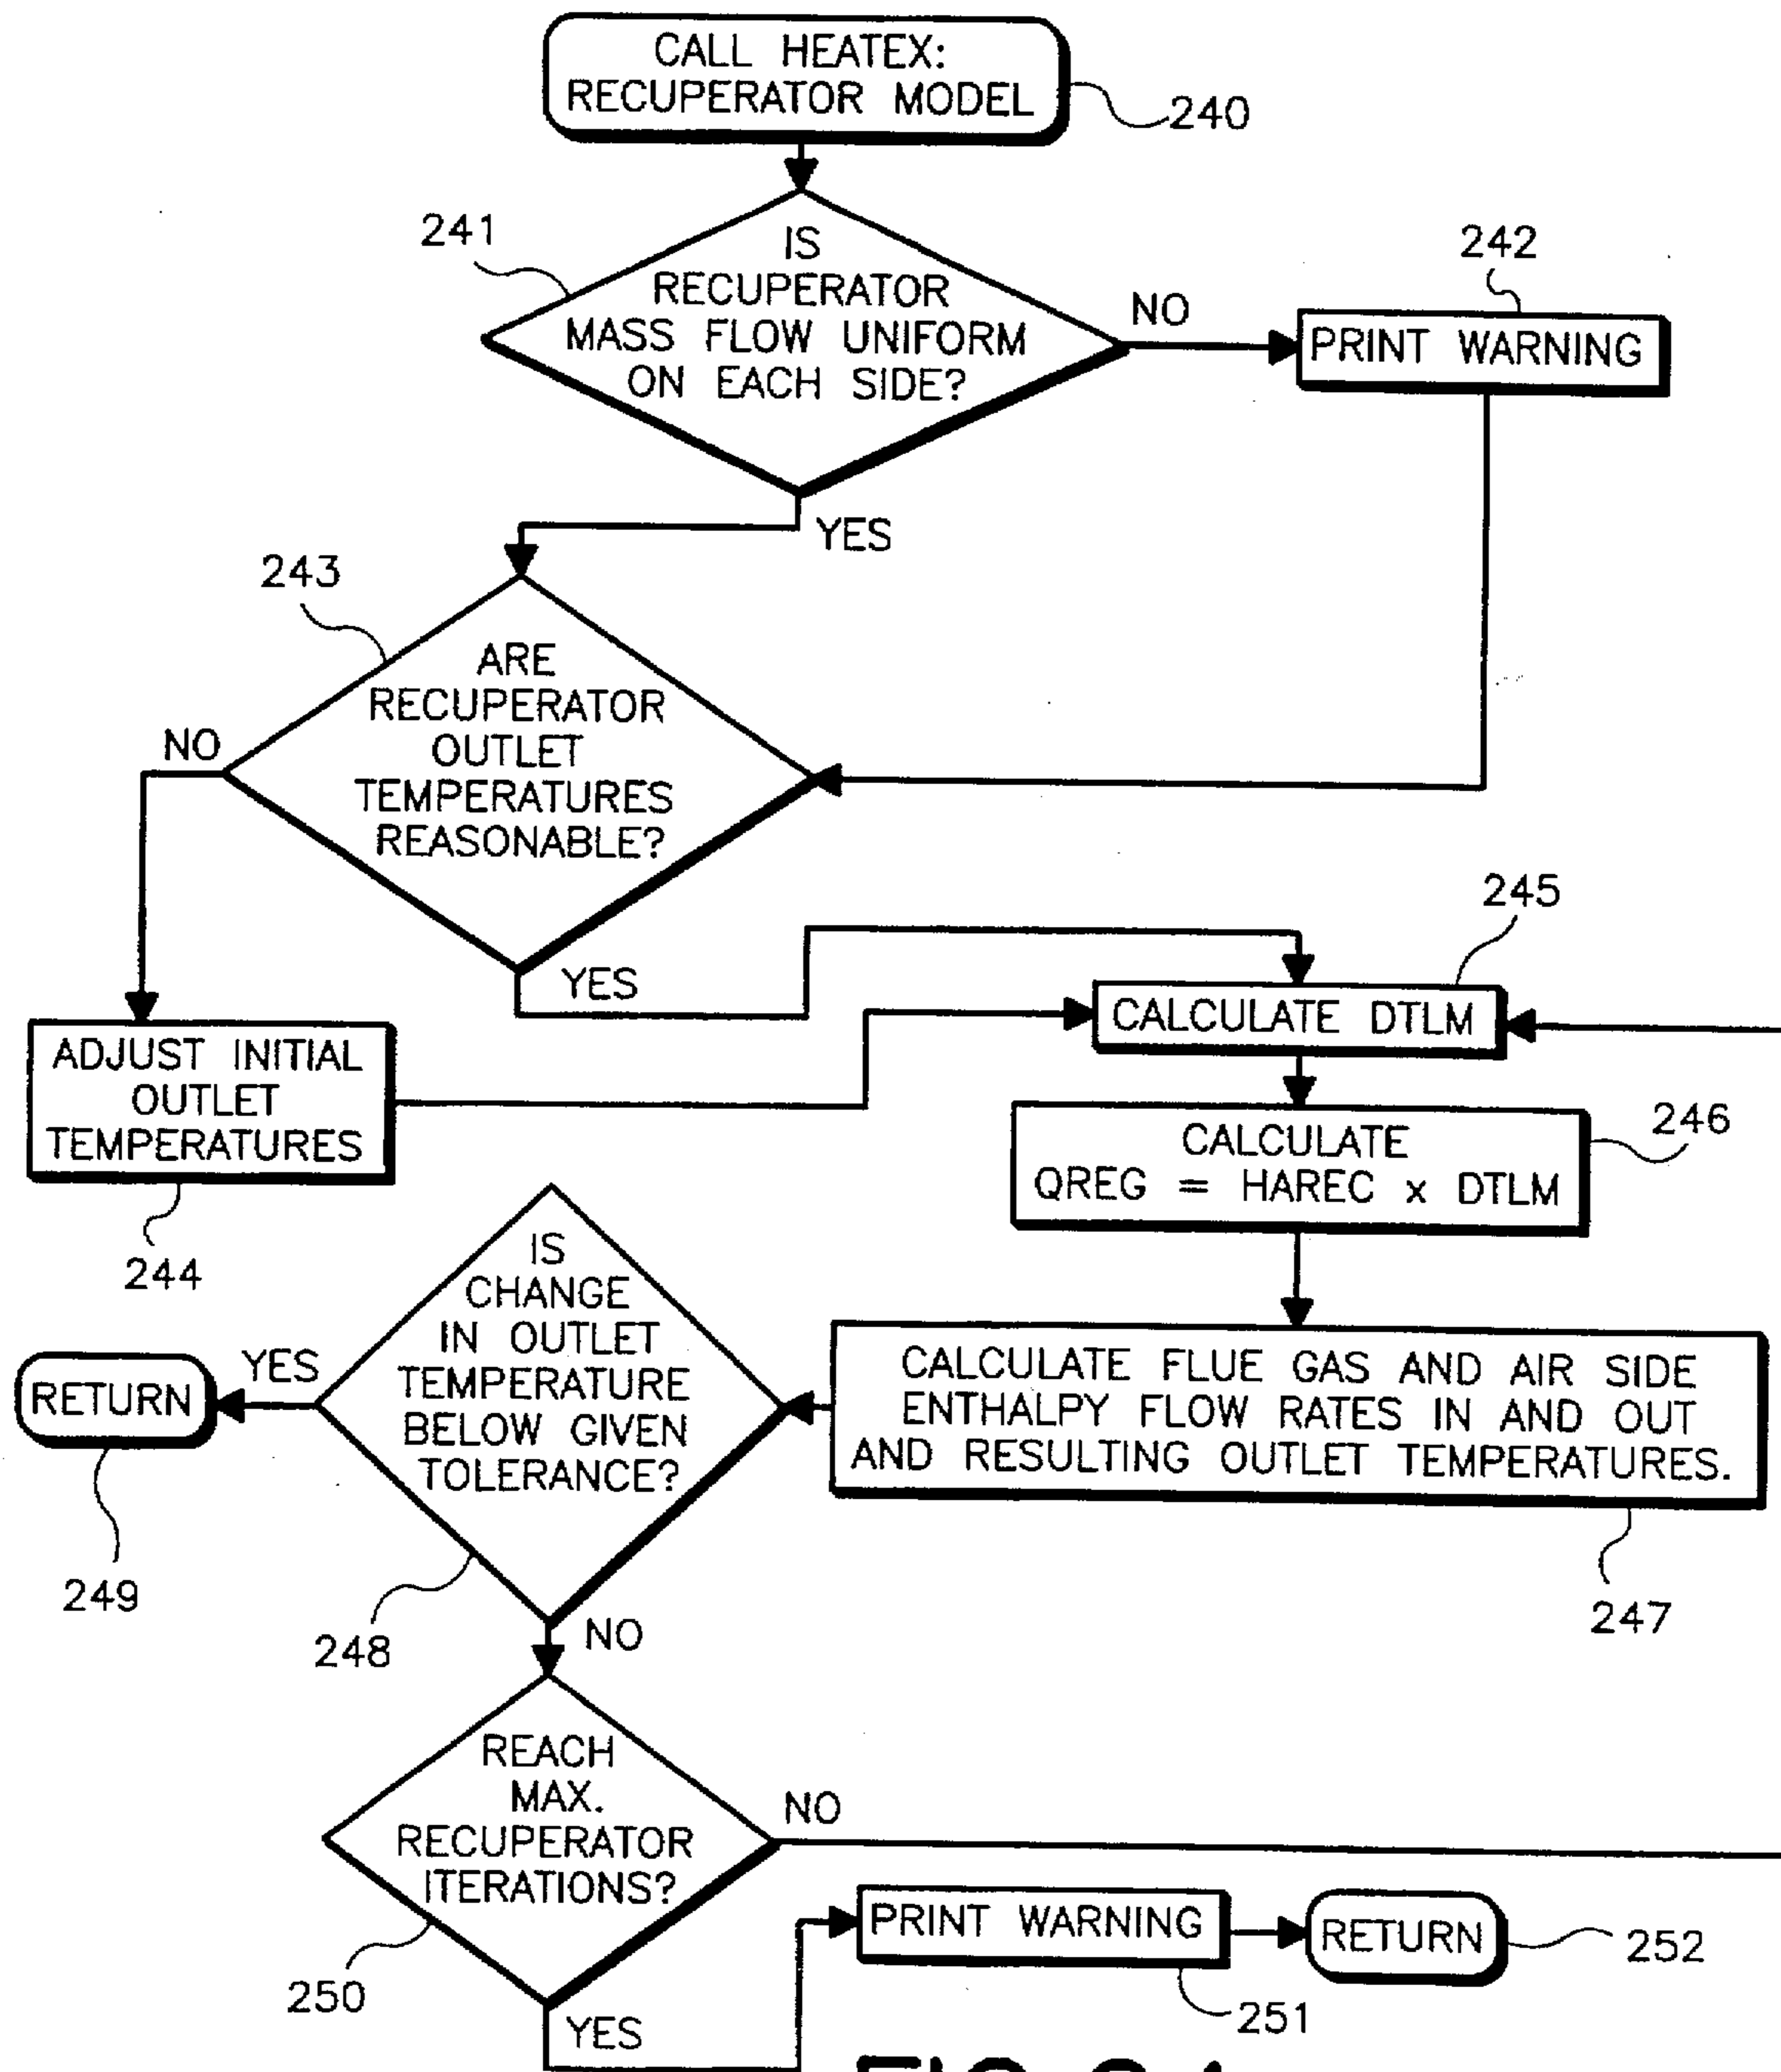 CALL HEATEX:
RECUPERATOR MODEL
240
241
IS
RECUPERATOR
MASS FLOW UNIFORM
ON EACH SIDE?
NO
242
PRINT WARNING
YES
243
ARE
RECUPERATOR
OUTLET
TEMPERATURES
REASONABLE?
NO
YES
245
CALCULATE DTLM
ADJUST INITIAL
OUTLET
TEMPERATURES
244
246
CALCULATE
QREG = HAREC x DTLM
IS
CHANGE
IN OUTLET
TEMPERATURE
BELOW GIVEN
TOLERANCE?
YES
RETURN
249
CALCULATE FLUE GAS AND AIR SIDE
ENTHALPY FLOW RATES IN AND OUT
AND RESULTING OUTLET TEMPERATURES.
247
248
NO
REACH
MAX.
RECUPERATOR
ITERATIONS?
NO
250
YES
PRINT WARNING
251
RETURN
252